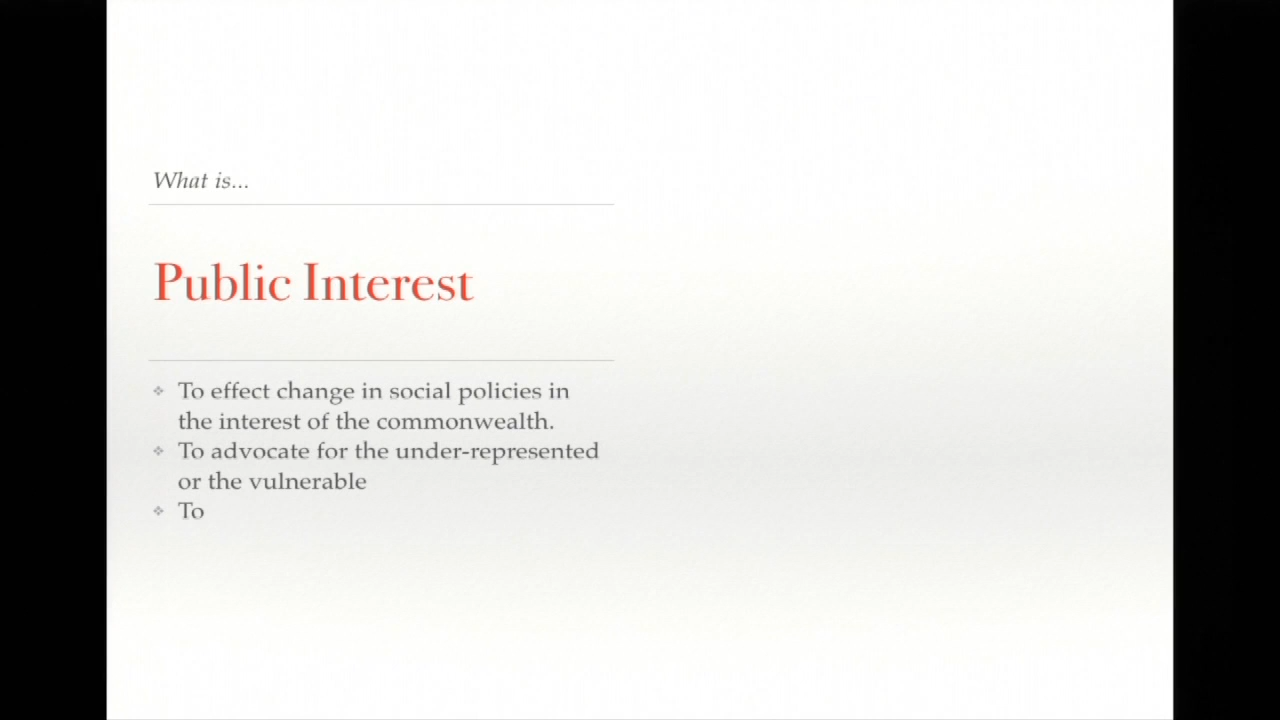 What is...
Public Interest
To effect change in social policies in
the interest of the commonwealth.
To advocate for the under-represented
or the vulnerable
To